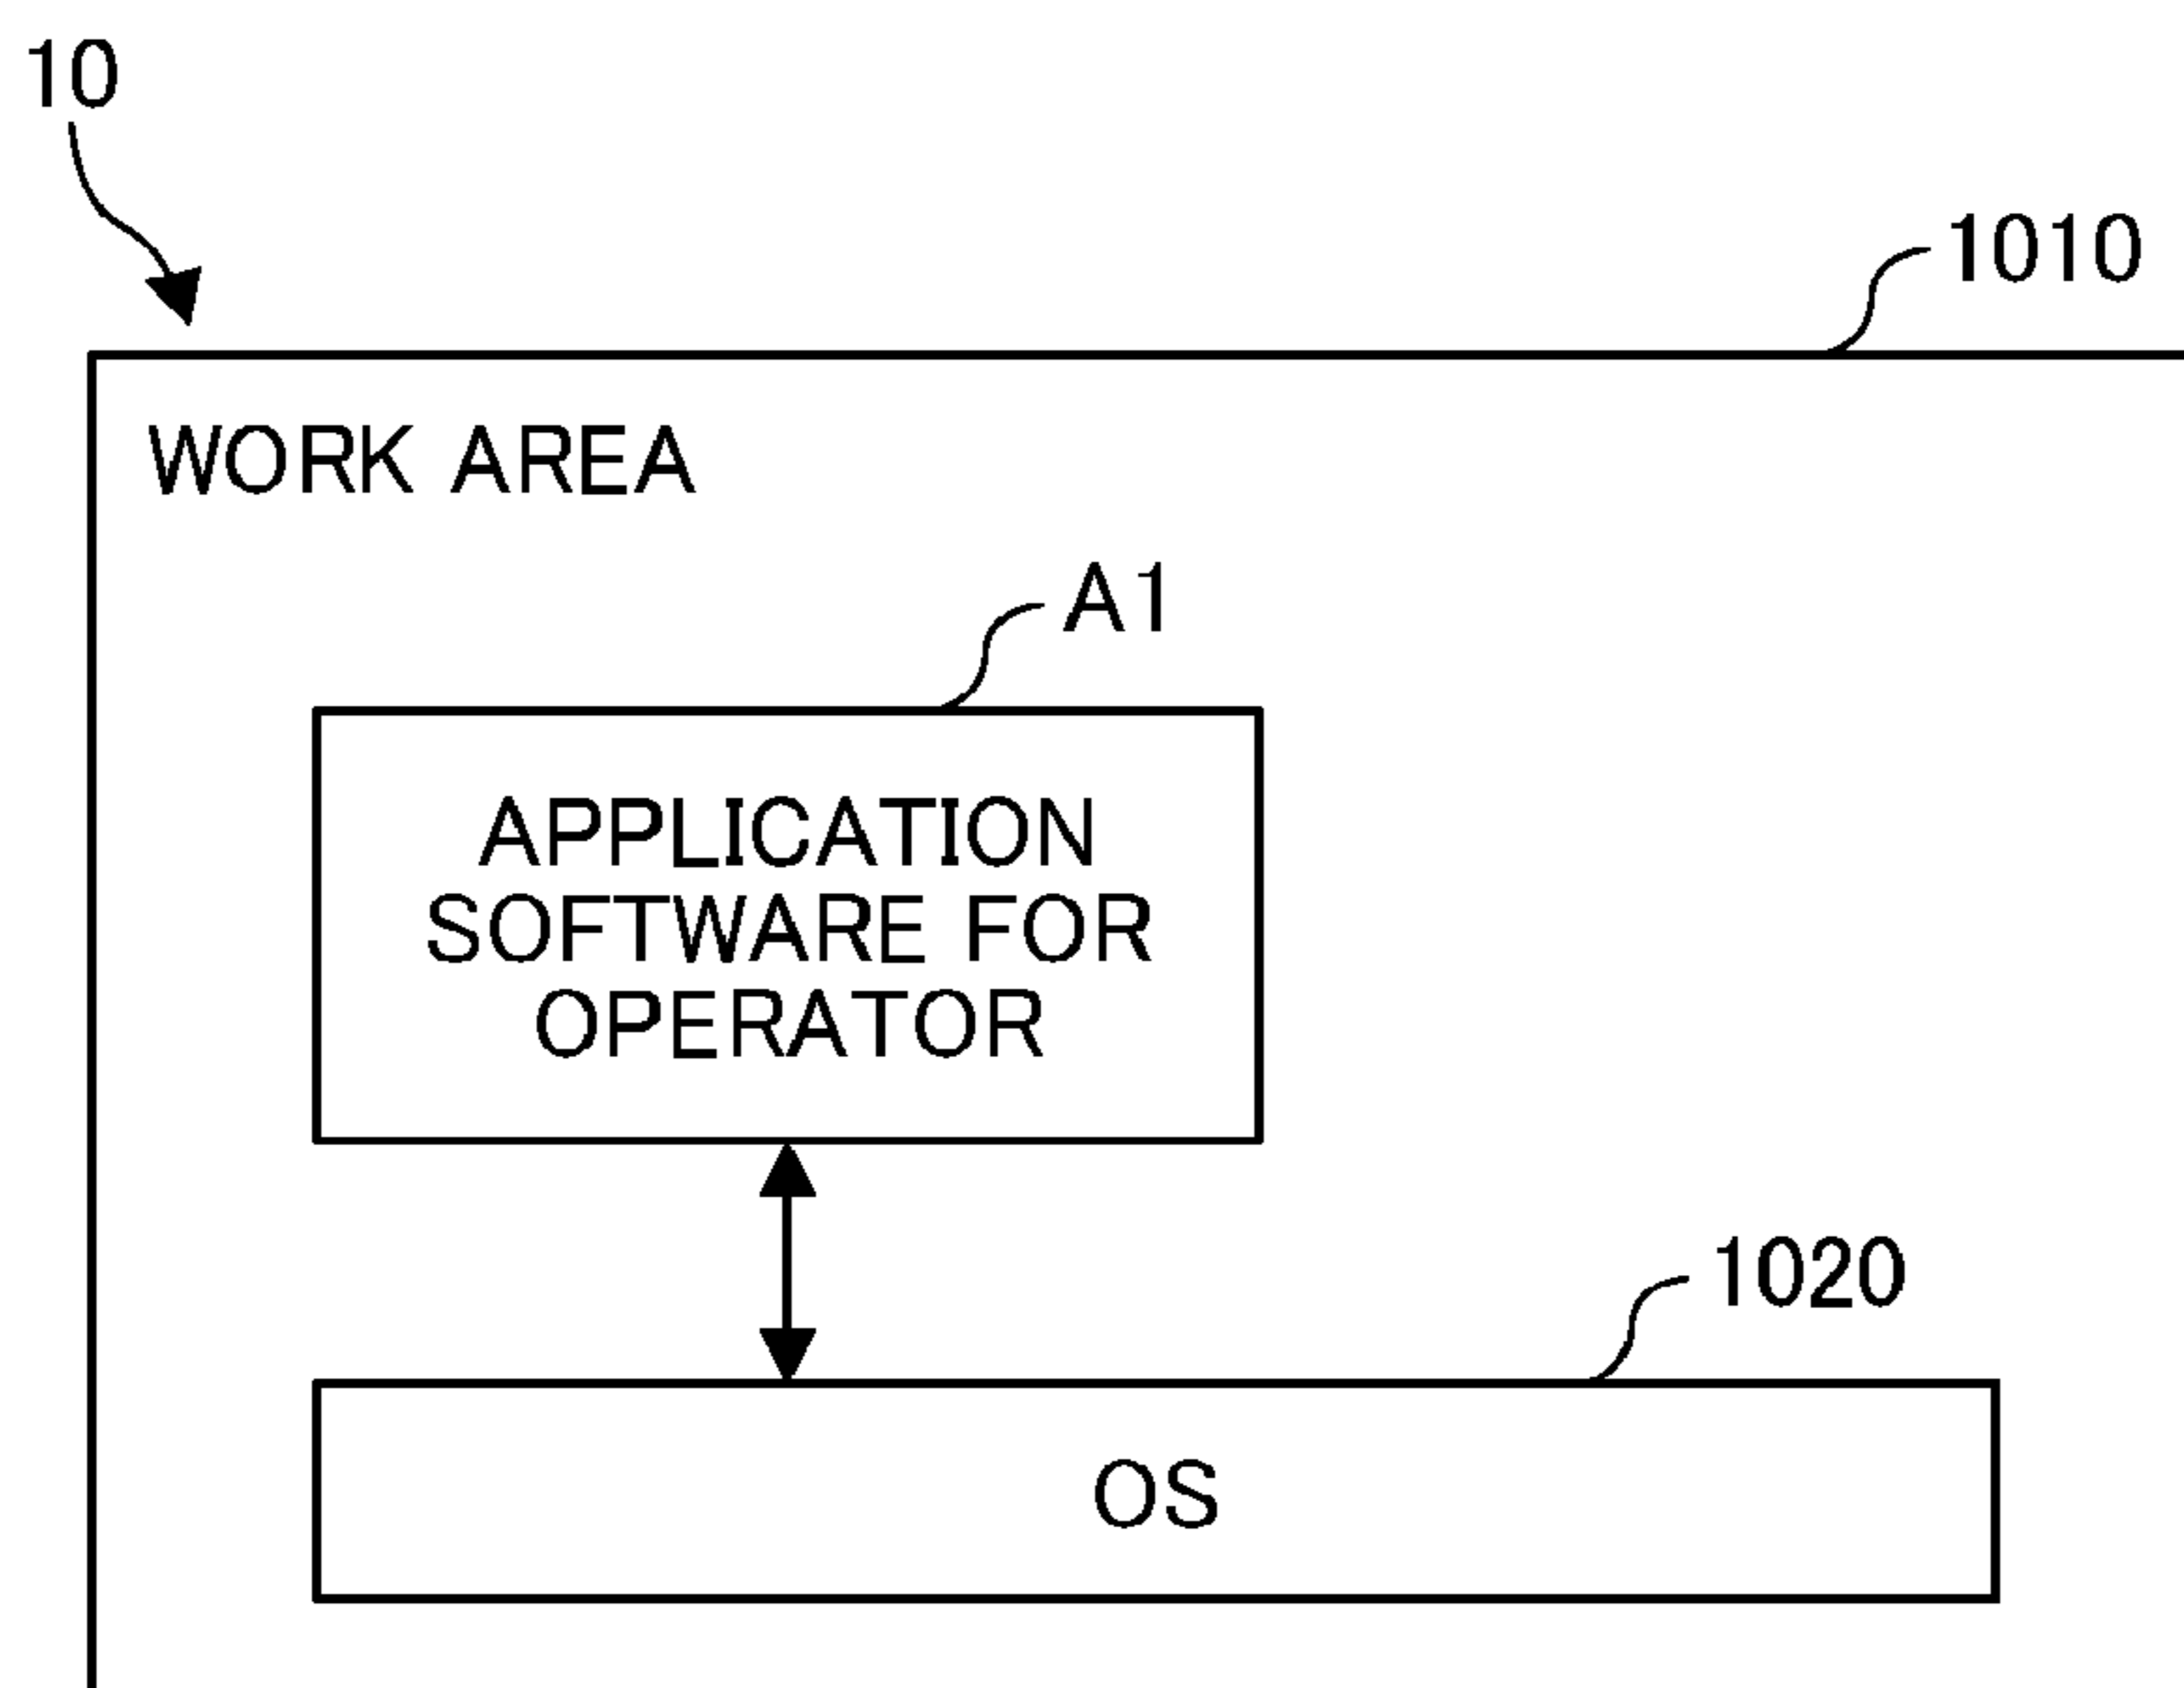 10
1010
WORK AREA
A1
APPLICATION
SOFTWARE FOR
OPERATOR
1020
OS